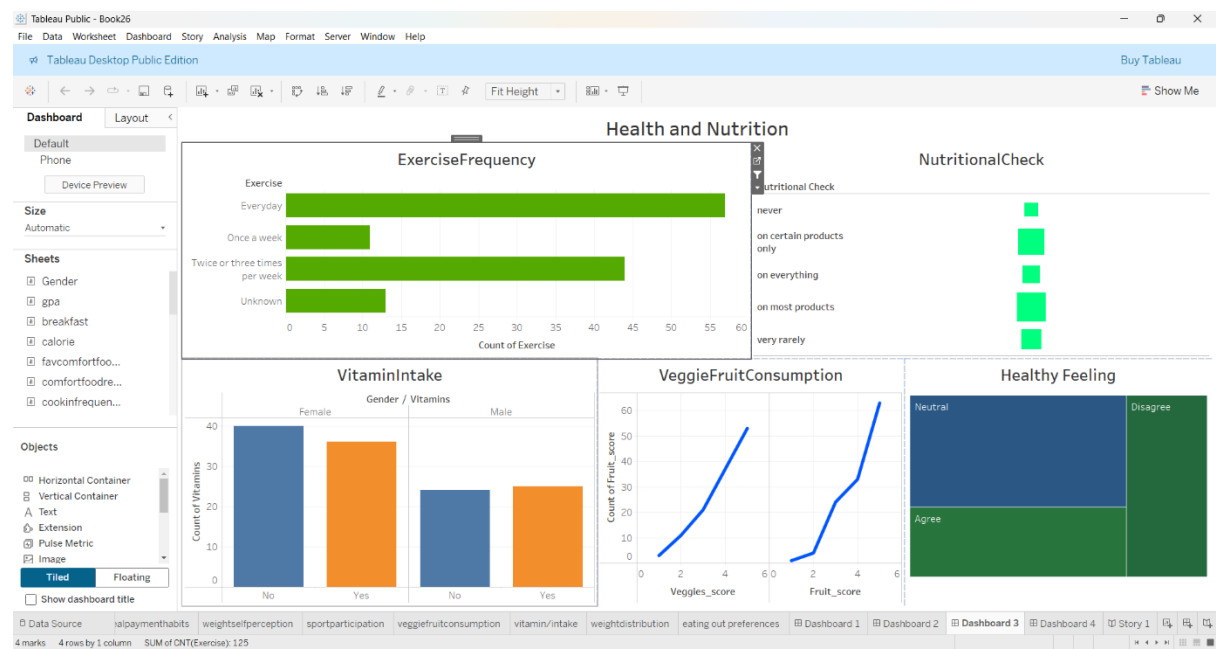 Tableau Public - Book26
File Data Worksheet Dashboard Story Analysis Map Format Server Window Help
Tableau Desktop Public Edition
Buy Tableau
Fit Height
Show Me
Dashboard Layout
Default
Phone
Device Preview
Size
Automatic
Sheets
Gender
gpa
breakfast
calorie
favcomfortfoo...
comfortfoodre...
cookinfrequen...
Objects
Horizontal Container
Vertical Container
Text
Extension
Pulse Metric
Image
Tiled Floating
Show dashboard title
Health and Nutrition
ExerciseFrequency
Exercise
Everyday
Once a week
Twice or three times
per week
Unknown
0 5 10 15 20 25 30 35 40 45 50 55 60
Count of Exercise
NutritionalCheck
utritional Check
never
on certain products
only
on everything
on most products
very rarely
VitaminIntake
Gender / Vitamins
Female Male
Count of Vitamins
40
30
20
10
0
No Yes No Yes
VeggieFruitConsumption
Count of Fruit_score
60
50
40
30
20
10
0
0 2 4 6 0 2 4 6
Veggles_score Fruit_score
Healthy Feeling
Neutral
Disagree
Agree
Data Source ealpaymenthabits weightselfperception sportparticipation veggiefruitconsumption vitamin/intake weightdistribution eating out preferences Dashboard 1 Dashboard 2 Dashboard 3 Dashboard 4 Story 1
4 marks 4 rows by 1 column SUM of CNT(Exercise): 125